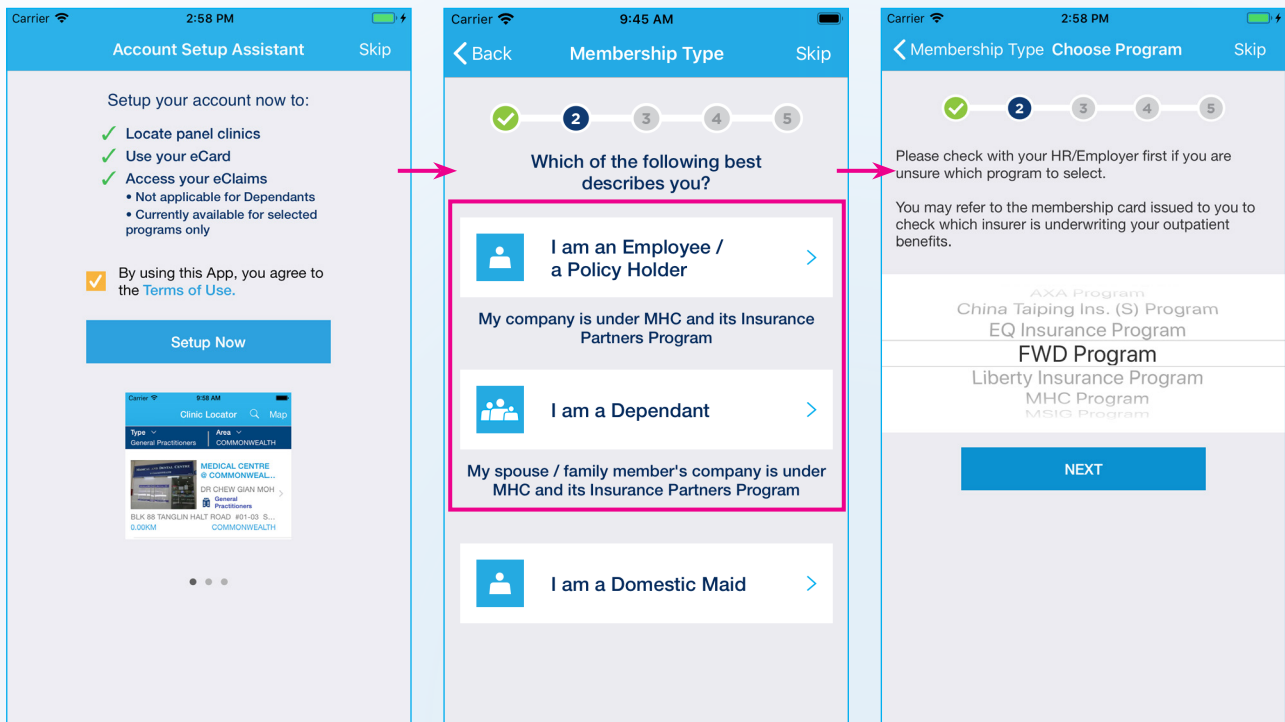 Carrier 2:58 PM
Account Setup Assistant Skip
Setup your account now to:
Locate panel clinics
Use your eCard
Access your eClaims
• Not applicable for Dependants
• Currently available for selected
programs only
By using this App, you agree to
the Terms of Use.
Setup Now
Carrier 9:58 AM
Clinic Locator Map
Type Area
General Practitioners COMMONWEALTH
MEDICAL CENTRE
@ COMMONWEAL...
DR CHEW GIAN MOH
General
Practitioners
BLK 88 TANGLIN HALT ROAD #01-03 S...
0.00KM COMMONWEALTH
Carrier 9:45 AM
Back Membership Type Skip
2 3 4 5
Which of the following best
describes you?
I am an Employee /
a Policy Holder
My company is under MHC and its Insurance
Partners Program
I am a Dependant
My spouse / family member's company is under
MHC and its Insurance Partners Program
I am a Domestic Maid
Carrier 2:58 PM
Membership Type Choose Program Skip
2 3 4 5
Please check with your HR/Employer first if you are
unsure which program to select.
You may refer to the membership card issued to you to
check which insurer is underwriting your outpatient
benefits.
AXA Program
China Taiping Ins. (S) Program
EQ Insurance Program
FWD Program
Liberty Insurance Program
MHC Program
MSIG Program
NEXT